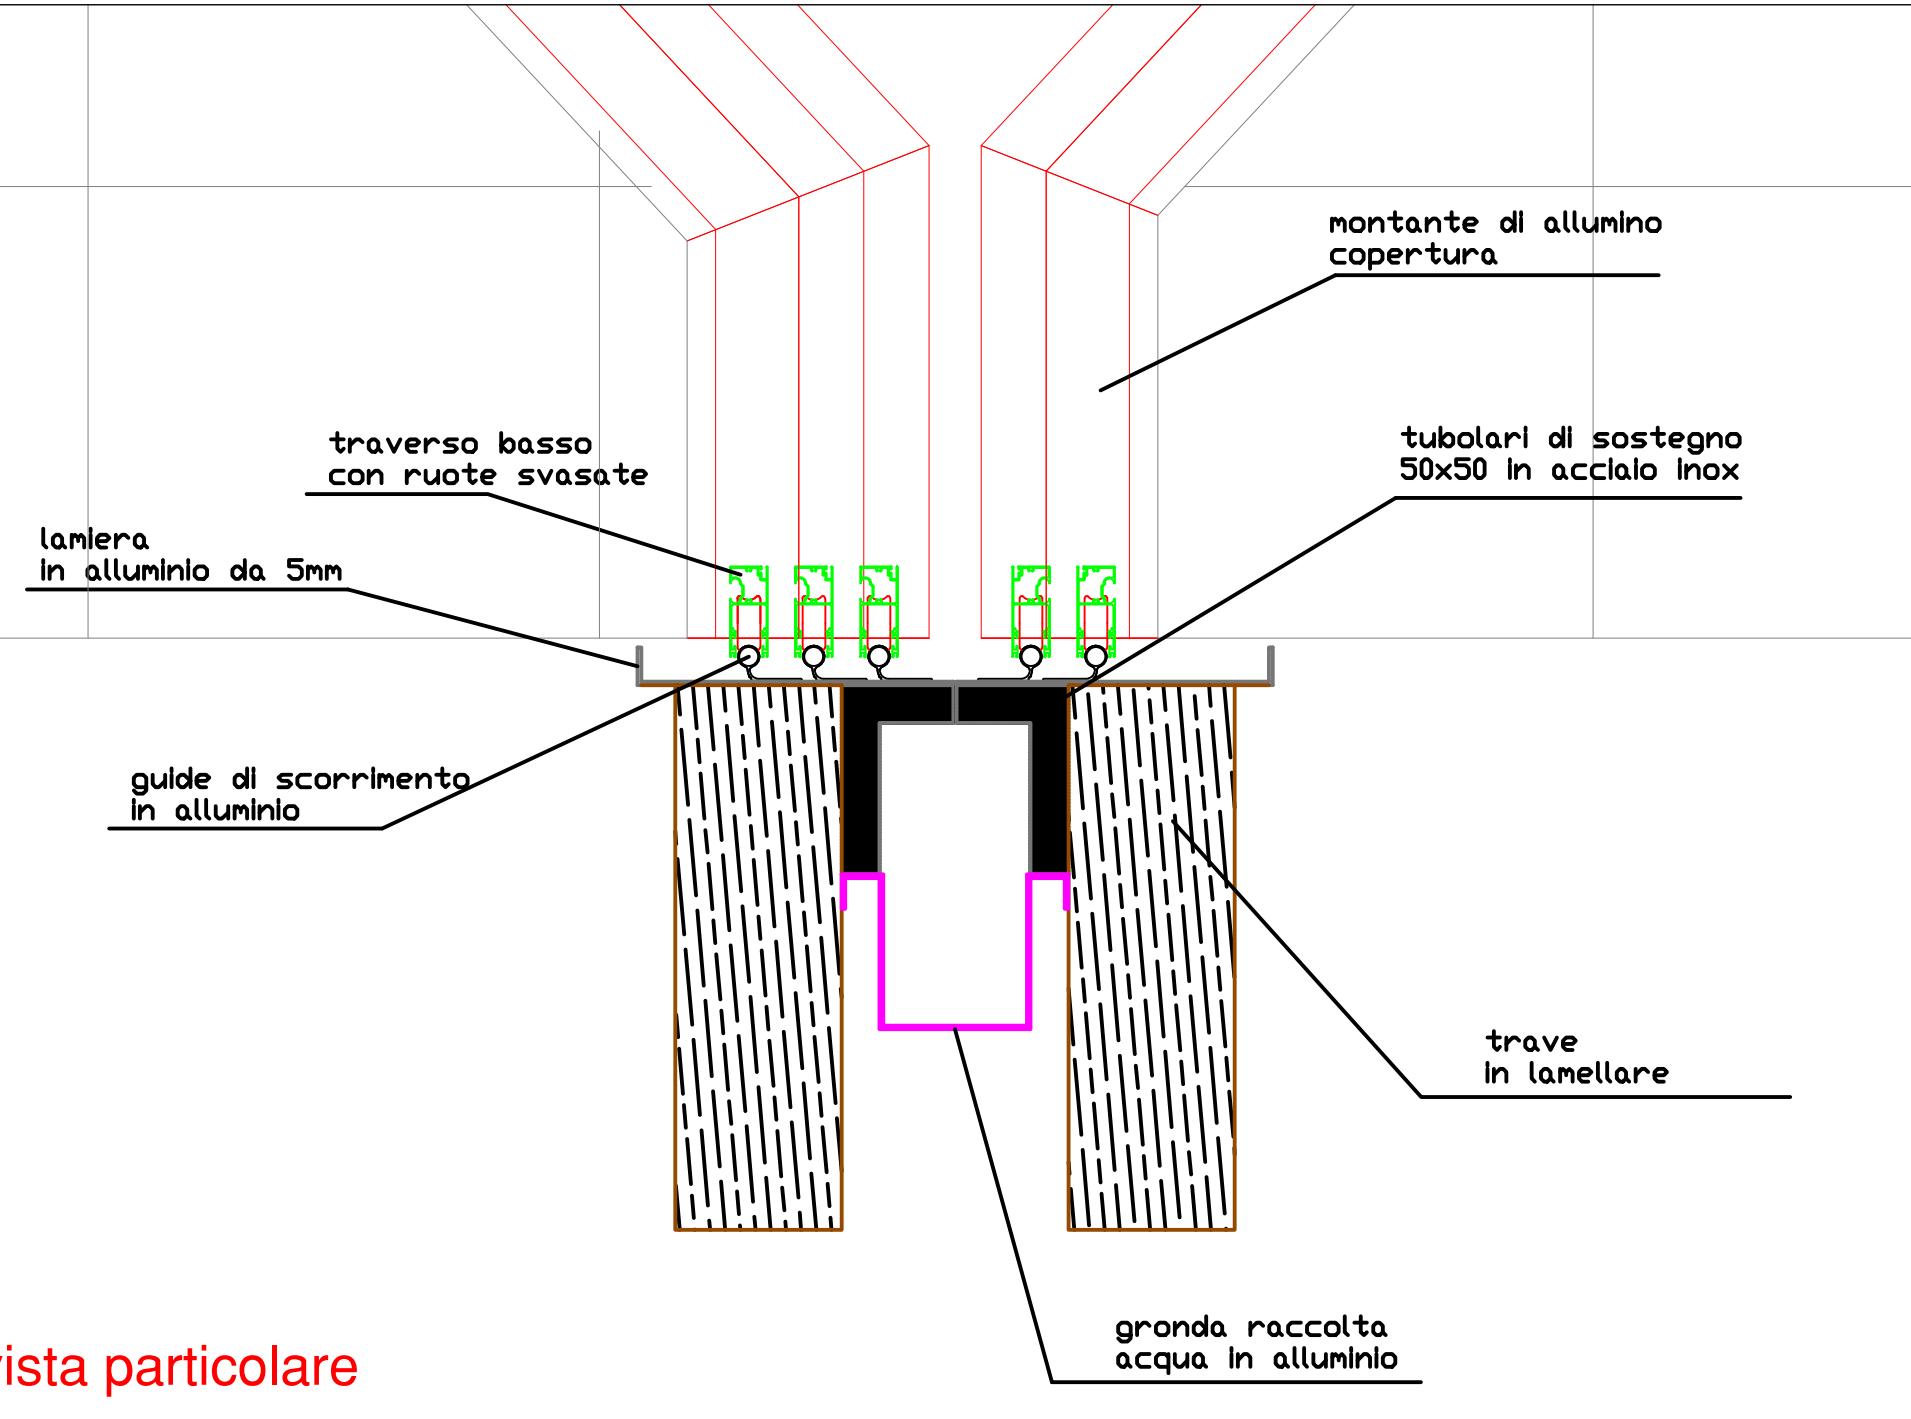 montante di allumino
copertura
traverso basso
con ruote svasate
tubolari di sostegno
50x50 in acciaio inox
lamiera
in alluminio da 5mm
guide di scorrimento
in alluminio
trave
in lamellare
gronda raccolta
acqua in alluminio
vista particolare